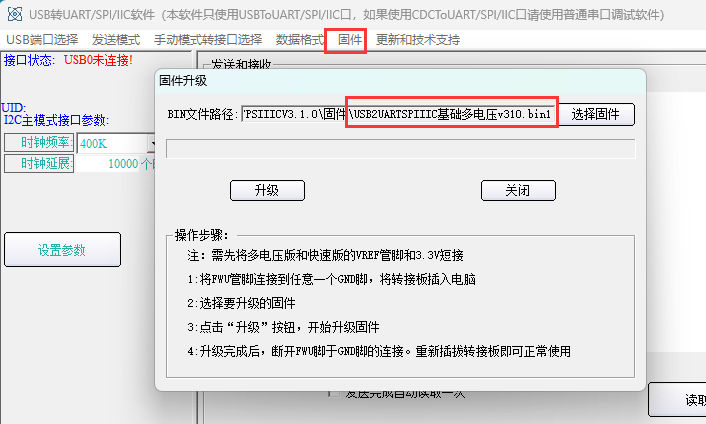 USB转UART/SPI/IIC软件（本软件只使用USBToUART/SPI/IIC口，如果使用CDCToUART/SPI/IIC口请使用普通串口调试软件）
USB端口选择 发送模式 手动模式转接口选择 数据格式 固件 更新和技术支持
接口状态: USB0未连接!
发送和接收
固件升级
BIN文件路径: PSIIICV3.1.0\固件\USB2UARTSPIIIC基础多电压v310.bin1 选择固件
UID:
I2C主模式接口参数:
时钟频率: 400K
时钟延展: 10000 个时
升级 关闭
设置参数
操作步骤:
注: 需先将多电压版和快速版的VREF管脚和3.3V短接
1:将FWU管脚连接到任意一个GND脚，将转接板插入电脑
2:选择要升级的固件
3:点击“升级”按钮，开始升级固件
4:升级完成后，断开FWU脚于GND脚的连接。重新插拔转接板即可正常使用
发送完成自动读取一次
读取